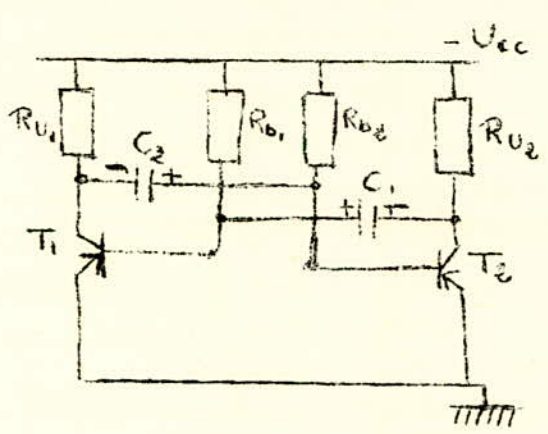 - Ucc
Ru1
C2
- +
Rb1
Rb2
Ru2
C1
+ -
T1
T2